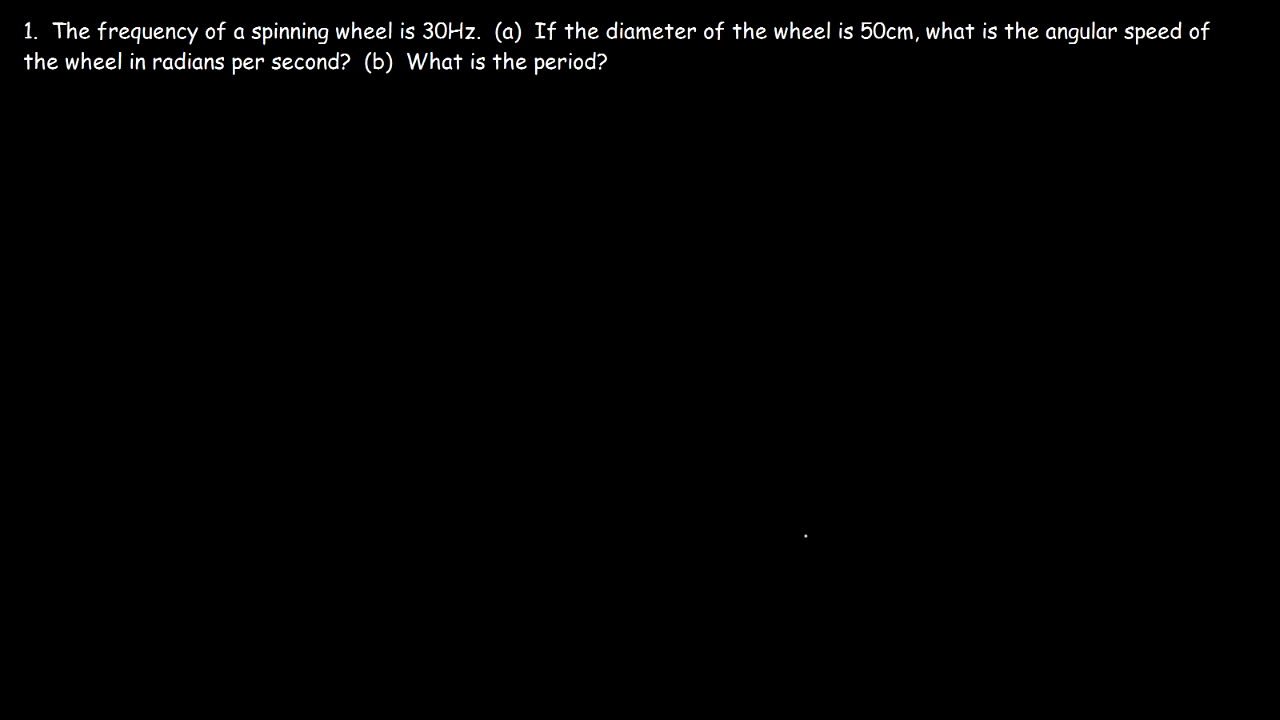 1.  The frequency of a spinning wheel is 30Hz.  (a)  If the diameter of the wheel is 50cm, what is the angular speed of
the wheel in radians per second?  (b)  What is the period?